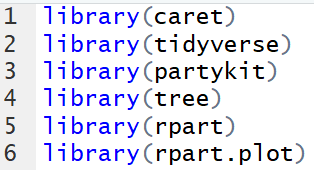 1 library(caret)
2 library(tidyverse)
3 library(partykit)
4 library(tree)
5 library(rpart)
6 library(rpart.plot)